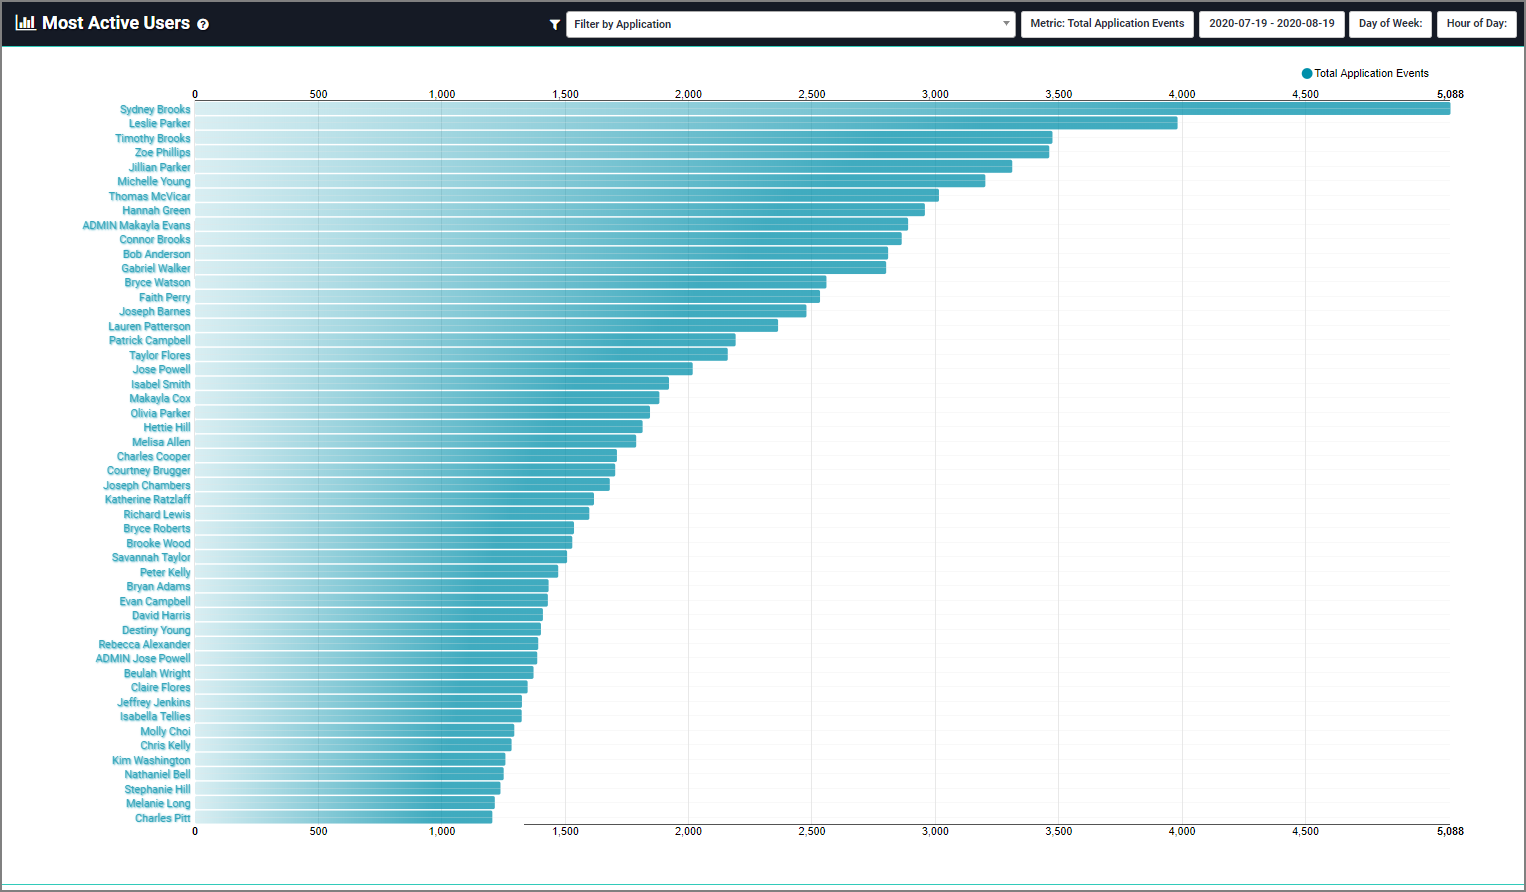 Most Active Users ?
Filter by Application
Metric: Total Application Events
2020-07-19 - 2020-08-19
Day of Week:
Hour of Day:
Total Application Events
0 500 1,000 1,500 2,000 2,500 3,000 3,500 4,000 4,500 5,088
Sydney Brooks
Leslie Parker
Timothy Brooks
Zoe Phillips
Jillian Parker
Michelle Young
Thomas McVicar
Hannah Green
ADMIN Makayla Evans
Connor Brooks
Bob Anderson
Gabriel Walker
Bryce Watson
Faith Perry
Joseph Barnes
Lauren Patterson
Patrick Campbell
Taylor Flores
Jose Powell
Isabel Smith
Makayla Cox
Olivia Parker
Hettie Hill
Melisa Allen
Charles Cooper
Courtney Brugger
Joseph Chambers
Katherine Ratzlaff
Richard Lewis
Bryce Roberts
Brooke Wood
Savannah Taylor
Peter Kelly
Bryan Adams
Evan Campbell
David Harris
Destiny Young
Rebecca Alexander
ADMIN Jose Powell
Beulah Wright
Claire Flores
Jeffrey Jenkins
Isabella Tellies
Molly Choi
Chris Kelly
Kim Washington
Nathaniel Bell
Stephanie Hill
Melanie Long
Charles Pitt
0 500 1,000 1,500 2,000 2,500 3,000 3,500 4,000 4,500 5,088